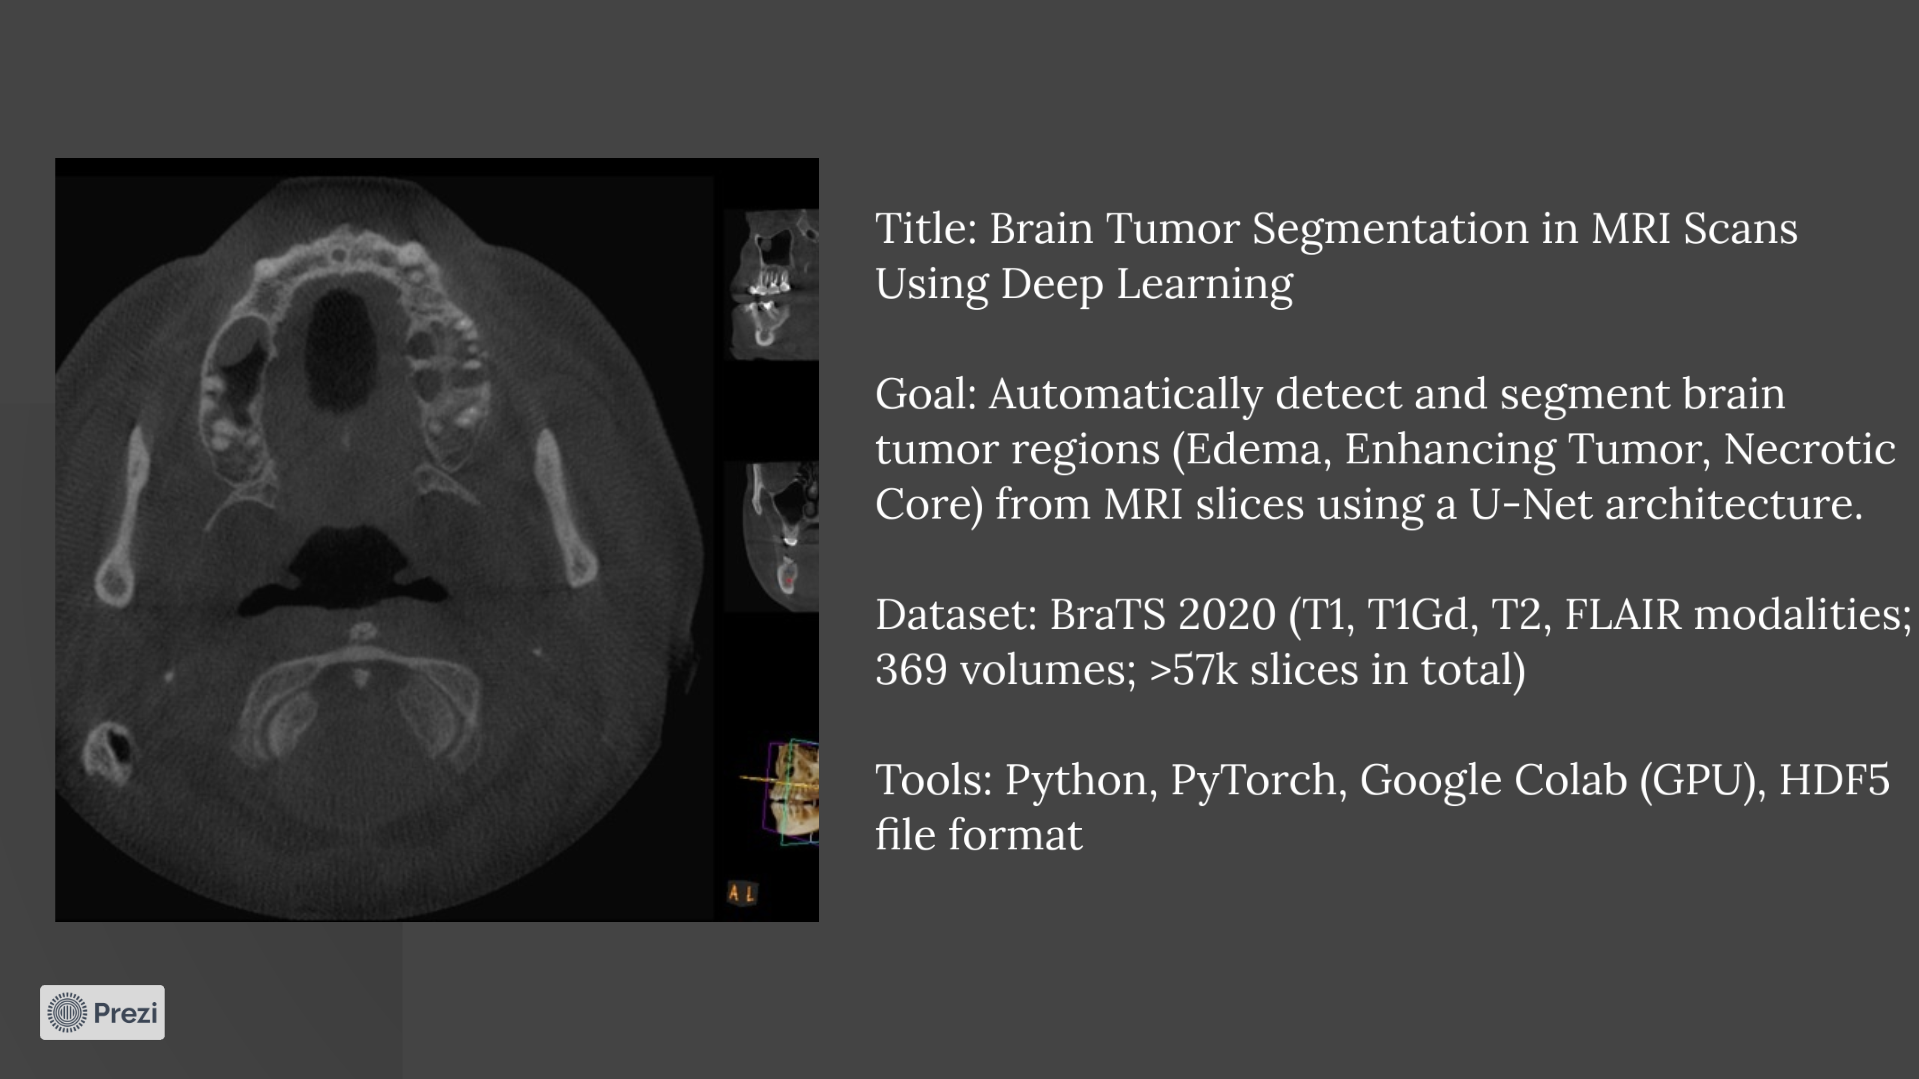 Title: Brain Tumor Segmentation in MRI Scans
Using Deep Learning
Goal: Automatically detect and segment brain
tumor regions (Edema, Enhancing Tumor, Necrotic
Core) from MRI slices using a U-Net architecture.
Dataset: BraTS 2020 (T1, T1Gd, T2, FLAIR modalities;
369 volumes; >57k slices in total)
Tools: Python, PyTorch, Google Colab (GPU), HDF5
file format
A L
Prezi